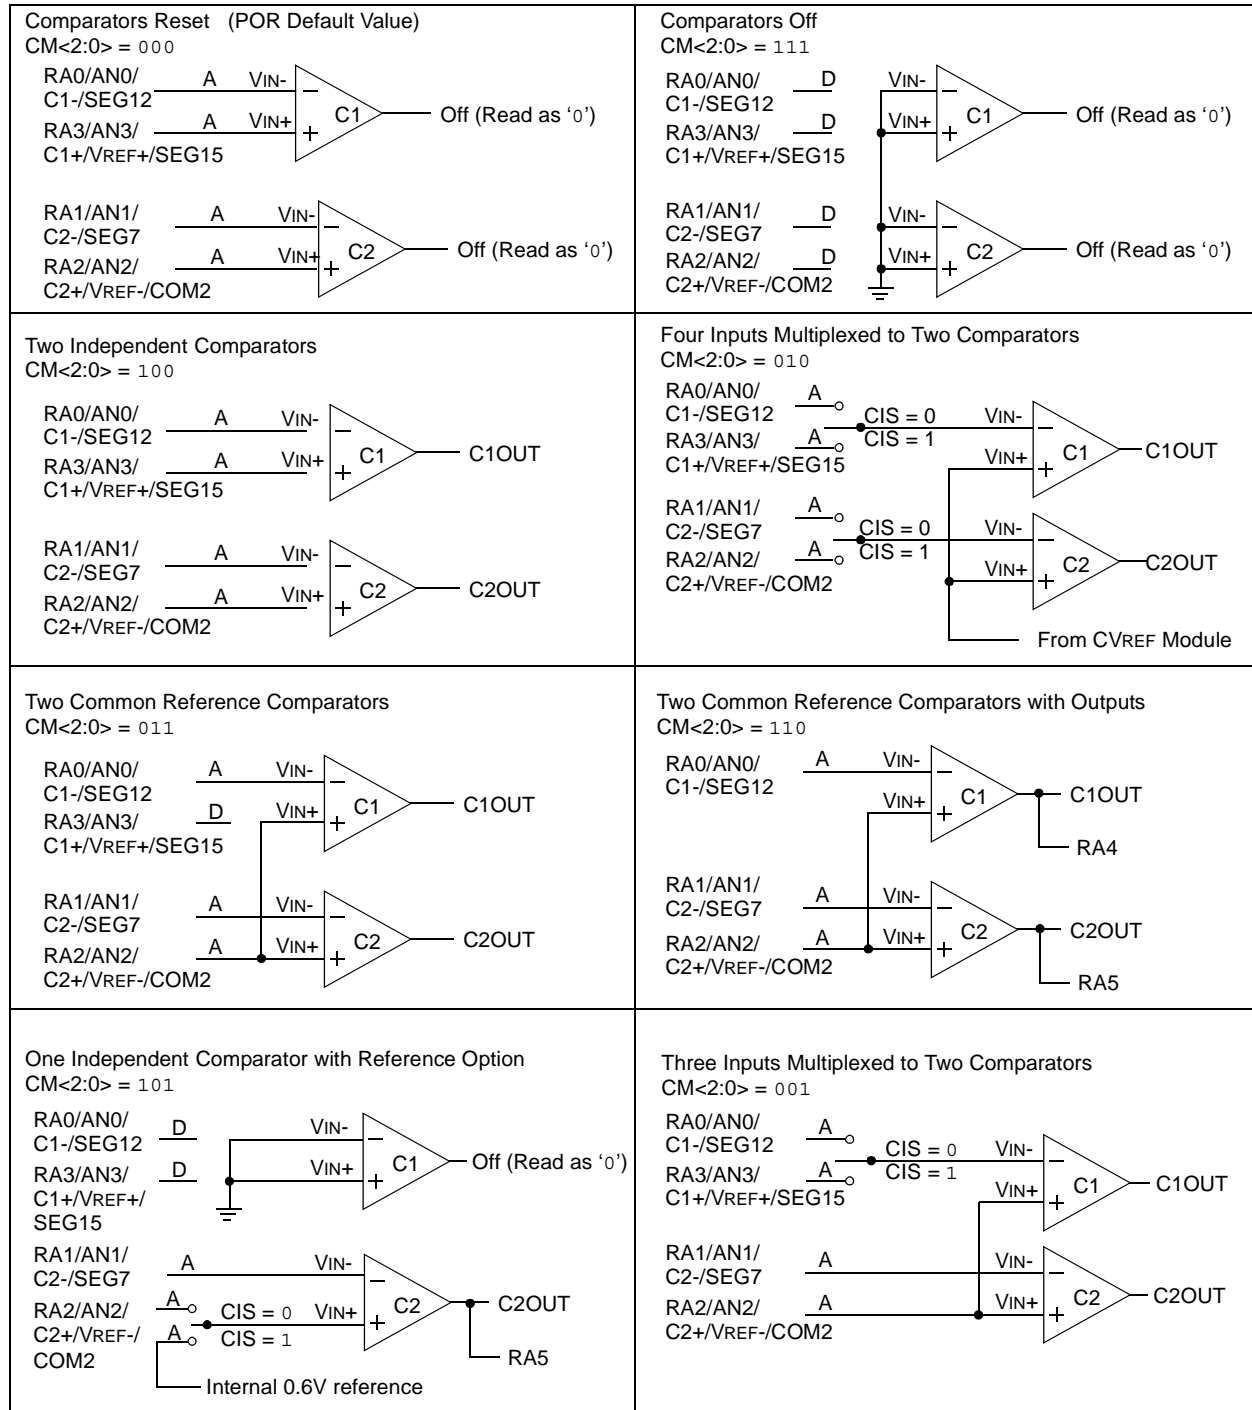 Comparators Reset (POR Default Value)
CM<2:0> = 000
RA0/AN0/
C1-/SEG12
A
VIN-
RA3/AN3/
C1+/VREF+/SEG15
A
VIN+
−
+
C1
Off (Read as ‘0’)
RA1/AN1/
C2-/SEG7
A
VIN-
RA2/AN2/
C2+/VREF-/COM2
A
VIN+
−
+
C2
Off (Read as ‘0’)
Comparators Off
CM<2:0> = 111
RA0/AN0/
C1-/SEG12
D
VIN-
RA3/AN3/
C1+/VREF+/SEG15
D
VIN+
−
+
C1
Off (Read as ‘0’)
RA1/AN1/
C2-/SEG7
D
VIN-
RA2/AN2/
C2+/VREF-/COM2
D
VIN+
−
+
C2
Off (Read as ‘0’)
Two Independent Comparators
CM<2:0> = 100
RA0/AN0/
C1-/SEG12
A
VIN-
RA3/AN3/
C1+/VREF+/SEG15
A
VIN+
−
+
C1
C1OUT
RA1/AN1/
C2-/SEG7
A
VIN-
RA2/AN2/
C2+/VREF-/COM2
A
VIN+
−
+
C2
C2OUT
Four Inputs Multiplexed to Two Comparators
CM<2:0> = 010
RA0/AN0/
C1-/SEG12
A
CIS = 0
VIN-
RA3/AN3/
C1+/VREF+/SEG15
A
CIS = 1
VIN+
−
+
C1
C1OUT
RA1/AN1/
C2-/SEG7
A
CIS = 0
VIN-
RA2/AN2/
C2+/VREF-/COM2
A
CIS = 1
VIN+
−
+
C2
C2OUT
From CVREF Module
Two Common Reference Comparators
CM<2:0> = 011
RA0/AN0/
C1-/SEG12
A
VIN-
RA3/AN3/
C1+/VREF+/SEG15
D
VIN+
−
+
C1
C1OUT
RA1/AN1/
C2-/SEG7
A
VIN-
RA2/AN2/
C2+/VREF-/COM2
A
VIN+
−
+
C2
C2OUT
Two Common Reference Comparators with Outputs
CM<2:0> = 110
RA0/AN0/
C1-/SEG12
A
VIN-
VIN+
−
+
C1
C1OUT
RA4
RA1/AN1/
C2-/SEG7
A
VIN-
RA2/AN2/
C2+/VREF-/COM2
A
VIN+
−
+
C2
C2OUT
RA5
One Independent Comparator with Reference Option
CM<2:0> = 101
RA0/AN0/
C1-/SEG12
D
VIN-
RA3/AN3/
C1+/VREF+/
SEG15
D
VIN+
−
+
C1
Off (Read as ‘0’)
RA1/AN1/
C2-/SEG7
A
VIN-
RA2/AN2/
C2+/VREF-/
COM2
A
CIS = 0
VIN+
A
CIS = 1
−
+
C2
C2OUT
RA5
Internal 0.6V reference
Three Inputs Multiplexed to Two Comparators
CM<2:0> = 001
RA0/AN0/
C1-/SEG12
A
CIS = 0
VIN-
RA3/AN3/
C1+/VREF+/SEG15
A
CIS = 1
VIN+
−
+
C1
C1OUT
RA1/AN1/
C2-/SEG7
A
VIN-
RA2/AN2/
C2+/VREF-/COM2
A
VIN+
−
+
C2
C2OUT